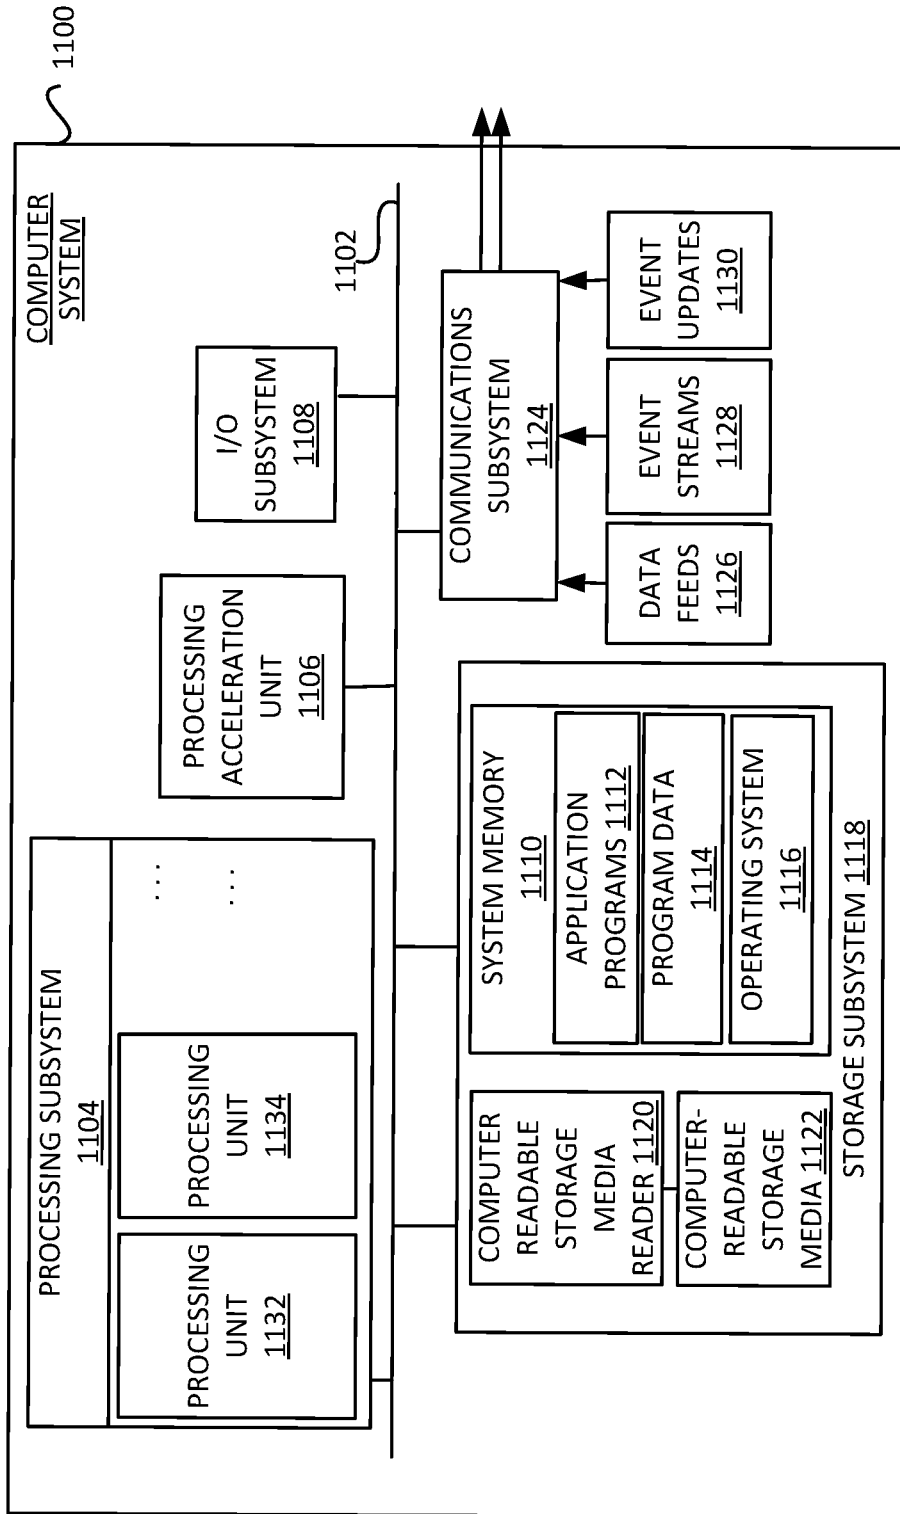 1100
COMPUTER
SYSTEM
PROCESSING SUBSYSTEM
1104
PROCESSING
UNIT
1132
PROCESSING
UNIT
1134
. . .
. . .
PROCESSING
ACCELERATION
UNIT
1106
I/O
SUBSYSTEM
1108
1102
COMPUTER
READABLE
STORAGE
MEDIA
READER 1120
COMPUTER-
READABLE
STORAGE
MEDIA 1122
SYSTEM MEMORY
1110
APPLICATION
PROGRAMS 1112
PROGRAM DATA
1114
OPERATING SYSTEM
1116
STORAGE SUBSYSTEM 1118
COMMUNICATIONS
SUBSYSTEM
1124
DATA
FEEDS
1126
EVENT
STREAMS
1128
EVENT
UPDATES
1130